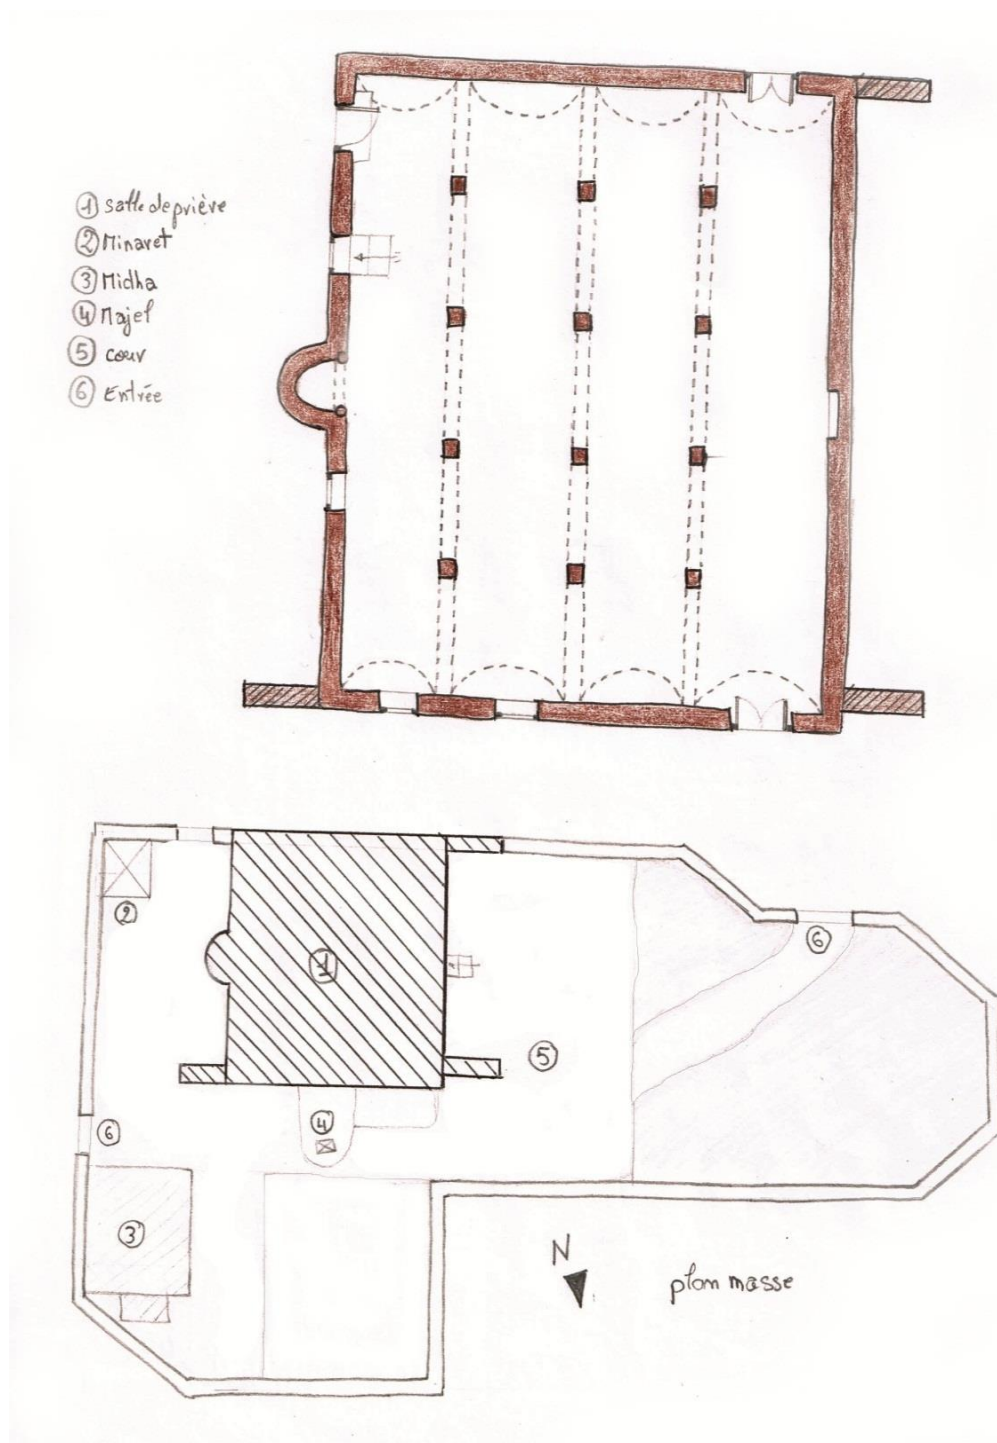 ① Salle de prière
② Minaret
③ Midha
④ Majel
⑤ cour
⑥ Entrée
1
2
6
5
4
6
3
N
plan masse